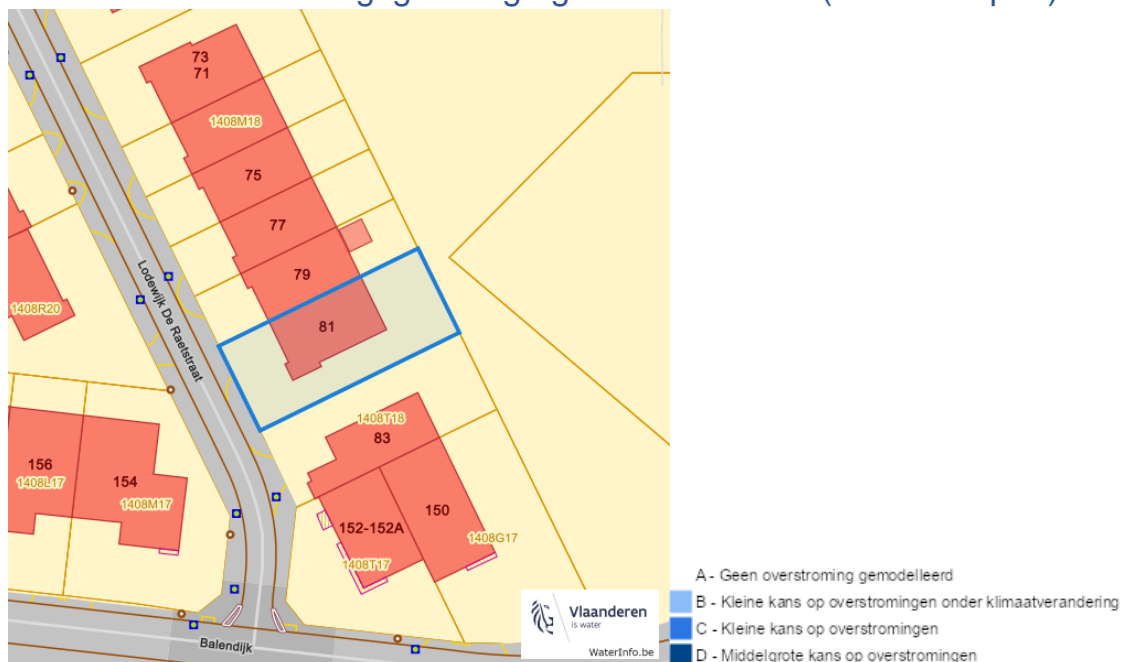 73
71
1408M18
75
77
79
81
Lodewijk De Raetstraat
1408R20
1408T18
83
156
1408L17
154
1408M17
150
152-152A
1408G17
1408T17
Balendijk
Vlaanderen
is water
WaterInfo.be
A - Geen overstroming gemodelleerd
B - Kleine kans op overstromingen onder klimaatverandering
C - Kleine kans op overstromingen
D - Middelgrote kans op overstromingen